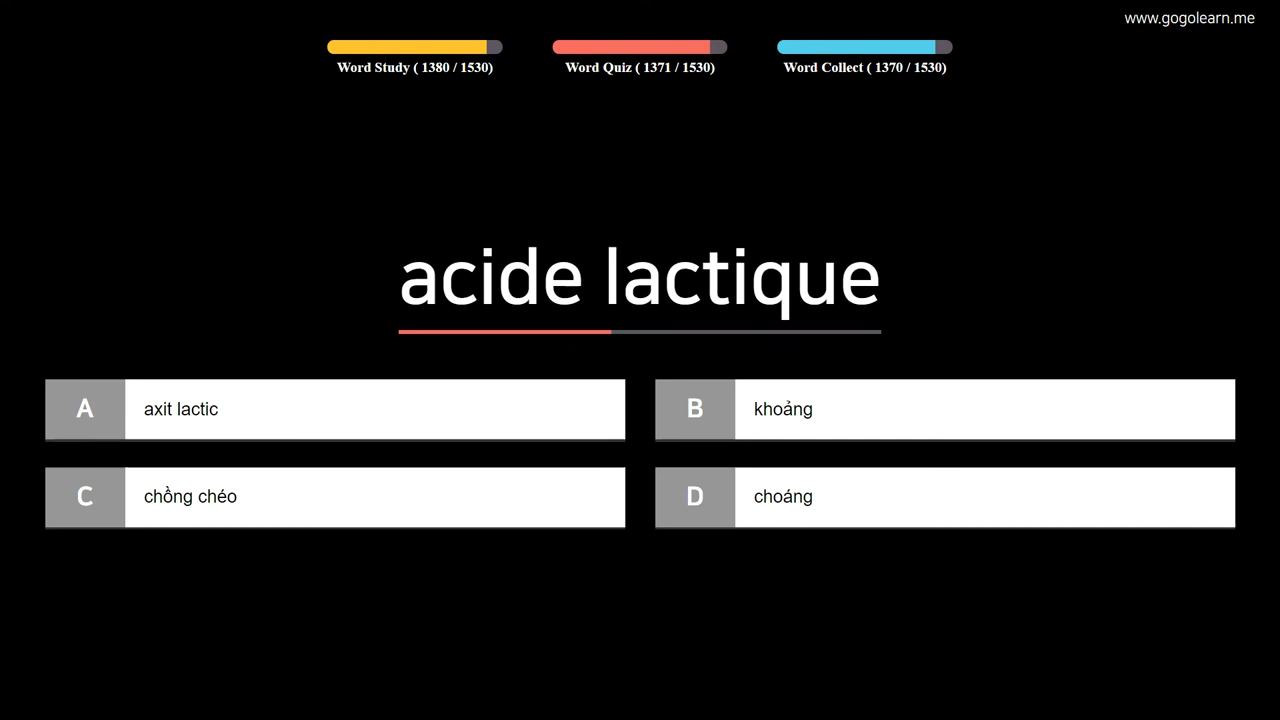 www.gogolearn.me
Word Study ( 1380 / 1530)
Word Quiz ( 1371 / 1530)
Word Collect ( 1370 / 1530)
acide lactique
A axit lactic
B khoảng
C chồng chéo
D choáng